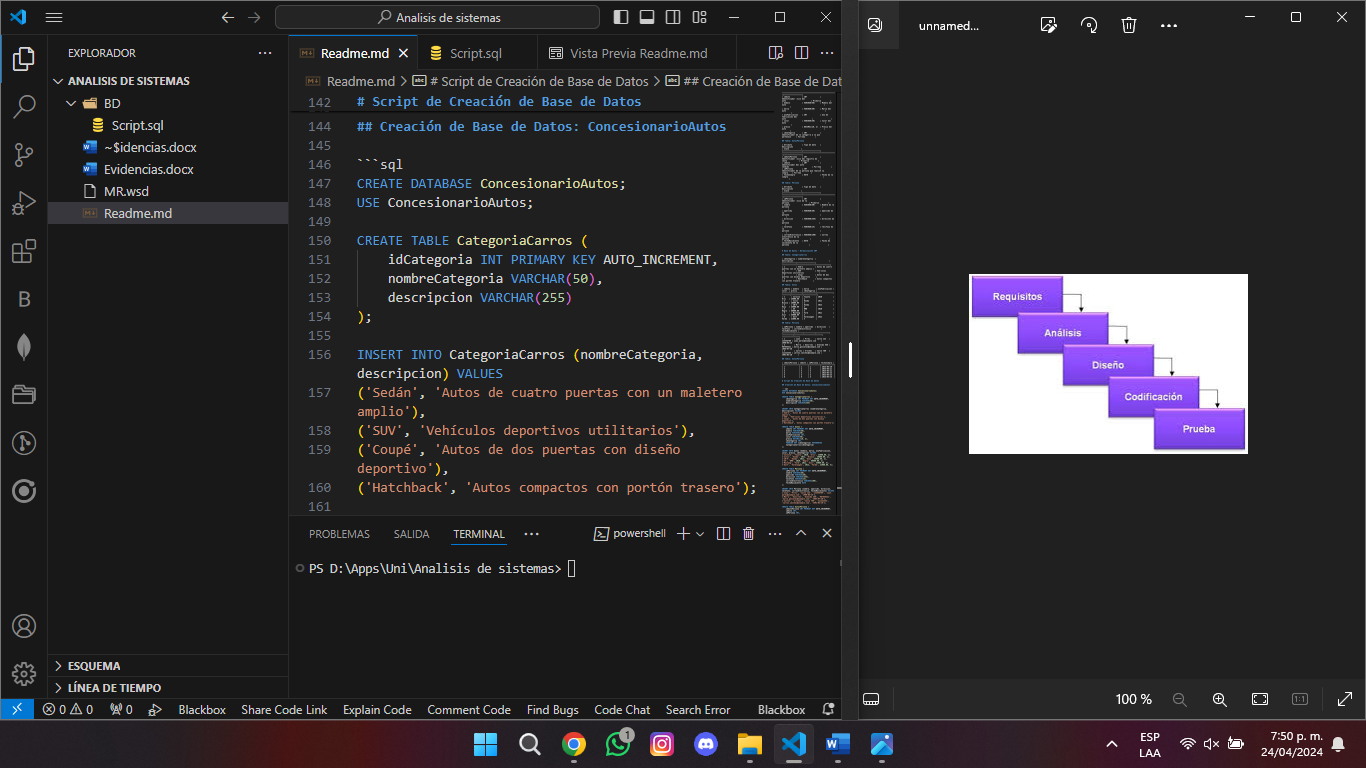 Analisis de sistemas
EXPLORADOR
ANALISIS DE SISTEMAS
BD
Script.sql
~$idencias.docx
Evidencias.docx
MR.wsd
Readme.md
ESQUEMA
LÍNEA DE TIEMPO
Readme.md
Script.sql
Vista Previa Readme.md
Readme.md > # Script de Creación de Base de Datos > ## Creación de Base de Dat
142 # Script de Creación de Base de Datos
144 ## Creación de Base de Datos: ConcesionarioAutos
145
146 ```sql
147 CREATE DATABASE ConcesionarioAutos;
148 USE ConcesionarioAutos;
149
150 CREATE TABLE CategoriaCarros (
151 idCategoria INT PRIMARY KEY AUTO_INCREMENT,
152 nombreCategoria VARCHAR(50),
153 descripcion VARCHAR(255)
154 );
155
156 INSERT INTO CategoriaCarros (nombreCategoria,
descripcion) VALUES
157 ('Sedán', 'Autos de cuatro puertas con un maletero
amplio'),
158 ('SUV', 'Vehículos deportivos utilitarios'),
159 ('Coupé', 'Autos de dos puertas con diseño
deportivo'),
160 ('Hatchback', 'Autos compactos con portón trasero');
161
PROBLEMAS SALIDA TERMINAL powershell
PS D:\Apps\Uni\Analisis de sistemas>
0 0 0 Blackbox Share Code Link Explain Code Comment Code Find Bugs Code Chat Search Error Blackbox
unnamed...
Requisitos
Análisis
Diseño
Codificación
Prueba
100 %
1:1
1
ESP
LAA
7:50 p. m.
24/04/2024